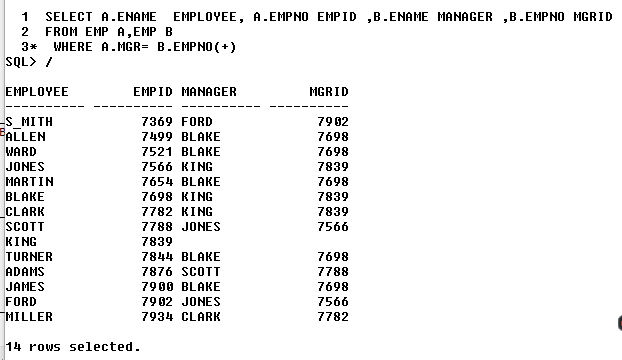 1  SELECT A.ENAME  EMPLOYEE, A.EMPNO EMPID ,B.ENAME MANAGER ,B.EMPNO MGRID
2  FROM EMP A,EMP B
3*  WHERE A.MGR= B.EMPNO(+)
SQL> /
EMPLOYEE        EMPID MANAGER         MGRID
---------- ---------- ---------- ----------
S_MITH           7369 FORD             7902
ALLEN            7499 BLAKE            7698
WARD             7521 BLAKE            7698
JONES            7566 KING             7839
MARTIN           7654 BLAKE            7698
BLAKE            7698 KING             7839
CLARK            7782 KING             7839
SCOTT            7788 JONES            7566
KING             7839
TURNER           7844 BLAKE            7698
ADAMS            7876 SCOTT            7788
JAMES            7900 BLAKE            7698
FORD             7902 JONES            7566
MILLER           7934 CLARK            7782
14 rows selected.